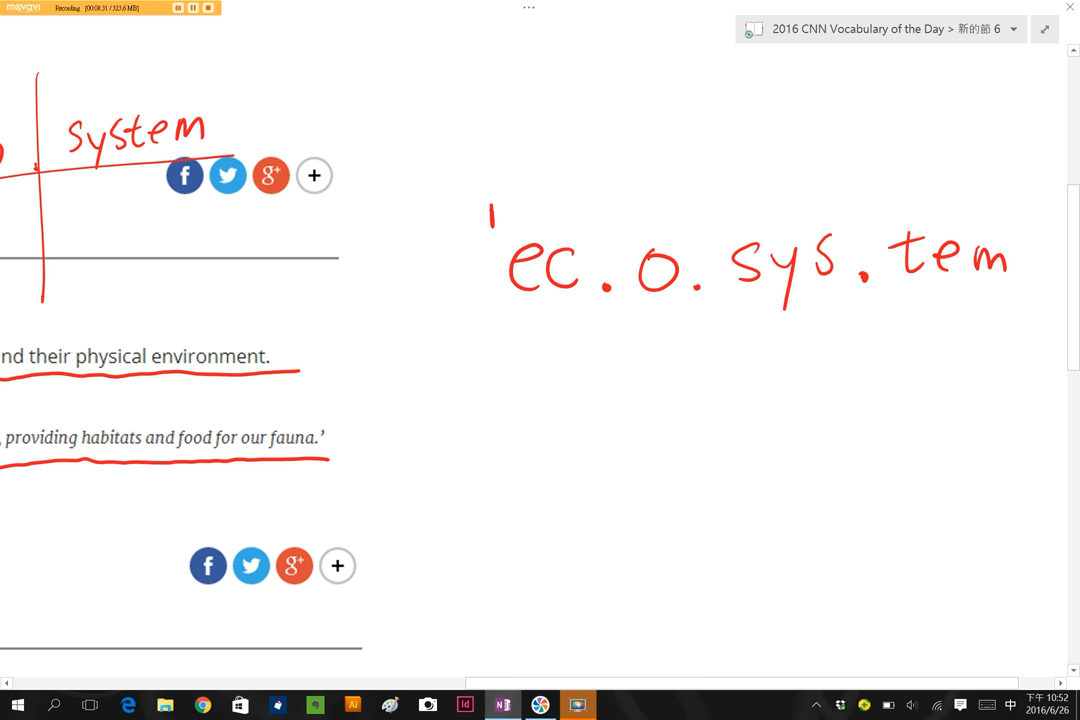 movavi Recording [00:08:31 / 323.6 MB]
2016 CNN Vocabulary of the Day > 新的節 6
system
f g+ +
'ec.o.sys.tem
nd their physical environment.
, providing habitats and food for our fauna.’
f g+ +
中 下午 10:52
2016/6/26